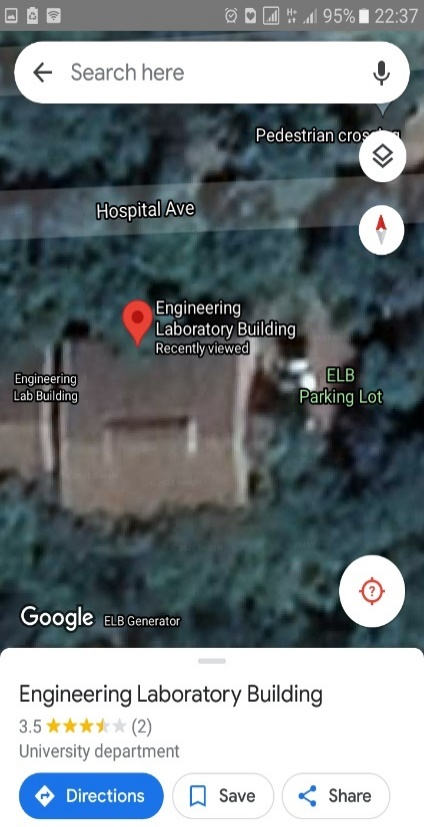 95% 22:37
Search here
Pedestrian crossing
Hospital Ave
Engineering
Laboratory Building
Recently viewed
Engineering
Lab Building
ELB
Parking Lot
Google ELB Generator
Engineering Laboratory Building
3.5 (2)
University department
Directions Save Share